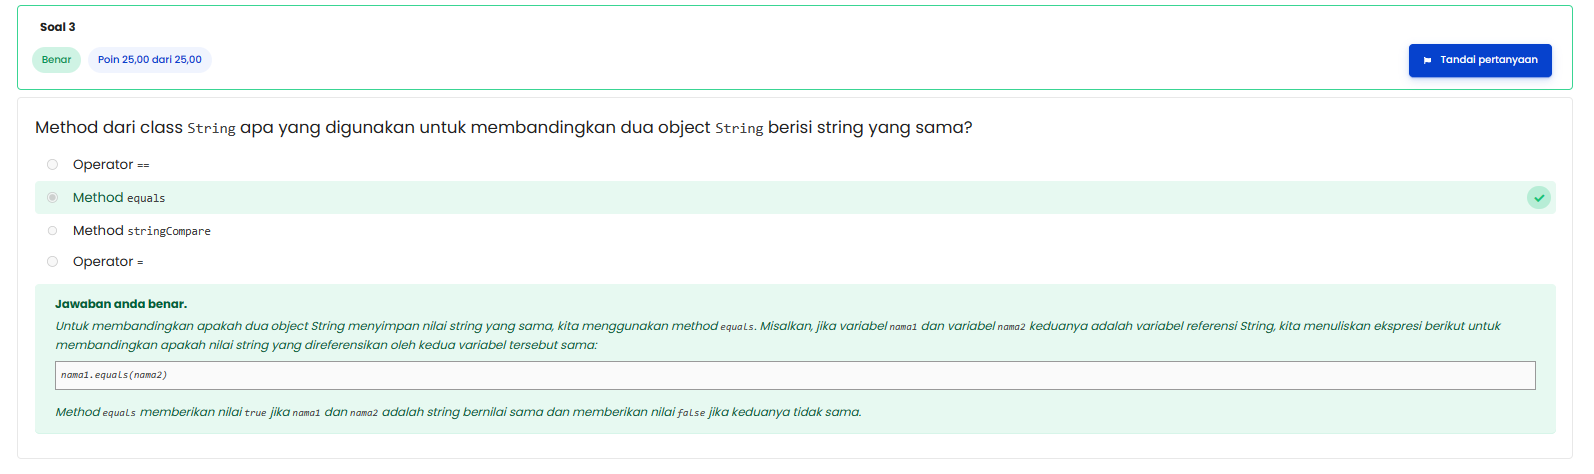 Soal 3
Benar
Poin 25,00 dari 25,00
Tandai pertanyaan
Method dari class String apa yang digunakan untuk membandingkan dua object String berisi string yang sama?
Operator ==
Method equals
Method stringCompare
Operator =
Jawaban anda benar.
Untuk membandingkan apakah dua object String menyimpan nilai string yang sama, kita menggunakan method equals. Misalkan, jika variabel nama1 dan variabel nama2 keduanya adalah variabel referensi String, kita menuliskan ekspresi berikut untuk
membandingkan apakah nilai string yang direferensikan oleh kedua variabel tersebut sama:
nama1.equals(nama2)
Method equals memberikan nilai true jika nama1 dan nama2 adalah string bernilai sama dan memberikan nilai false jika keduanya tidak sama.